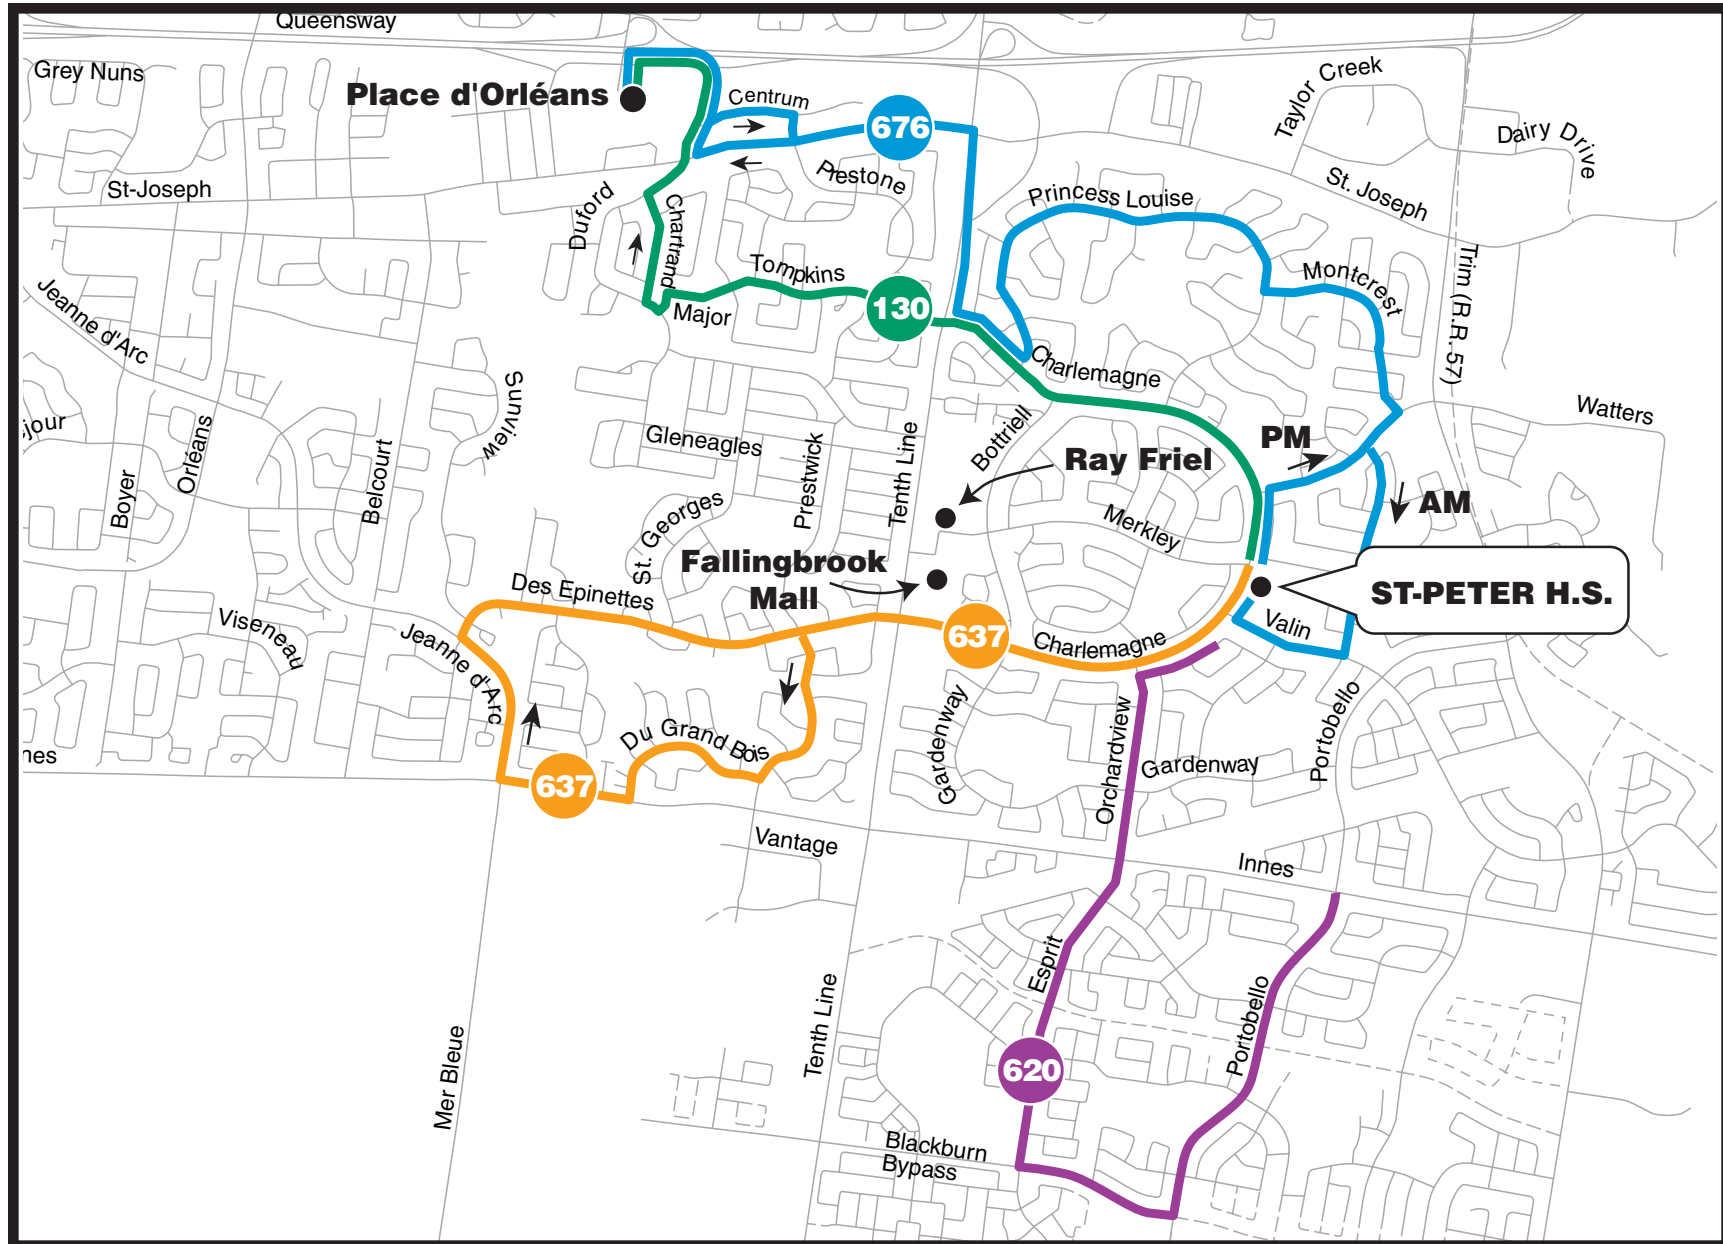 Queensway
Grey Nuns
Place d'Orléans
Centrum
676
Taylor
Creek
Dairy Drive
St-Joseph
Duford
Chartrand
Prestone
Princess Louise
St. Joseph
Tompkins
130
Major
Montcrest
Trim (R.R. 57)
Jeanne d'Arc
Charlemagne
Sunview
Watters
jour
Boyer
Orléans
Belcourt
Gleneagles
Prestwick
Tenth Line
Bottriell
Ray Friel
PM
AM
St. Georges
Merkley
Fallingbrook
Mall
ST-PETER H.S.
Des Epinettes
Viseneau
Jeanne d'Arc
637
Charlemagne
Valin
Du Grand Bois
Gardenway
Orchardview
Gardenway
Portobello
nes
637
Vantage
Innes
Esprit
Portobello
Tenth Line
Mer Bleue
620
Blackburn
Bypass